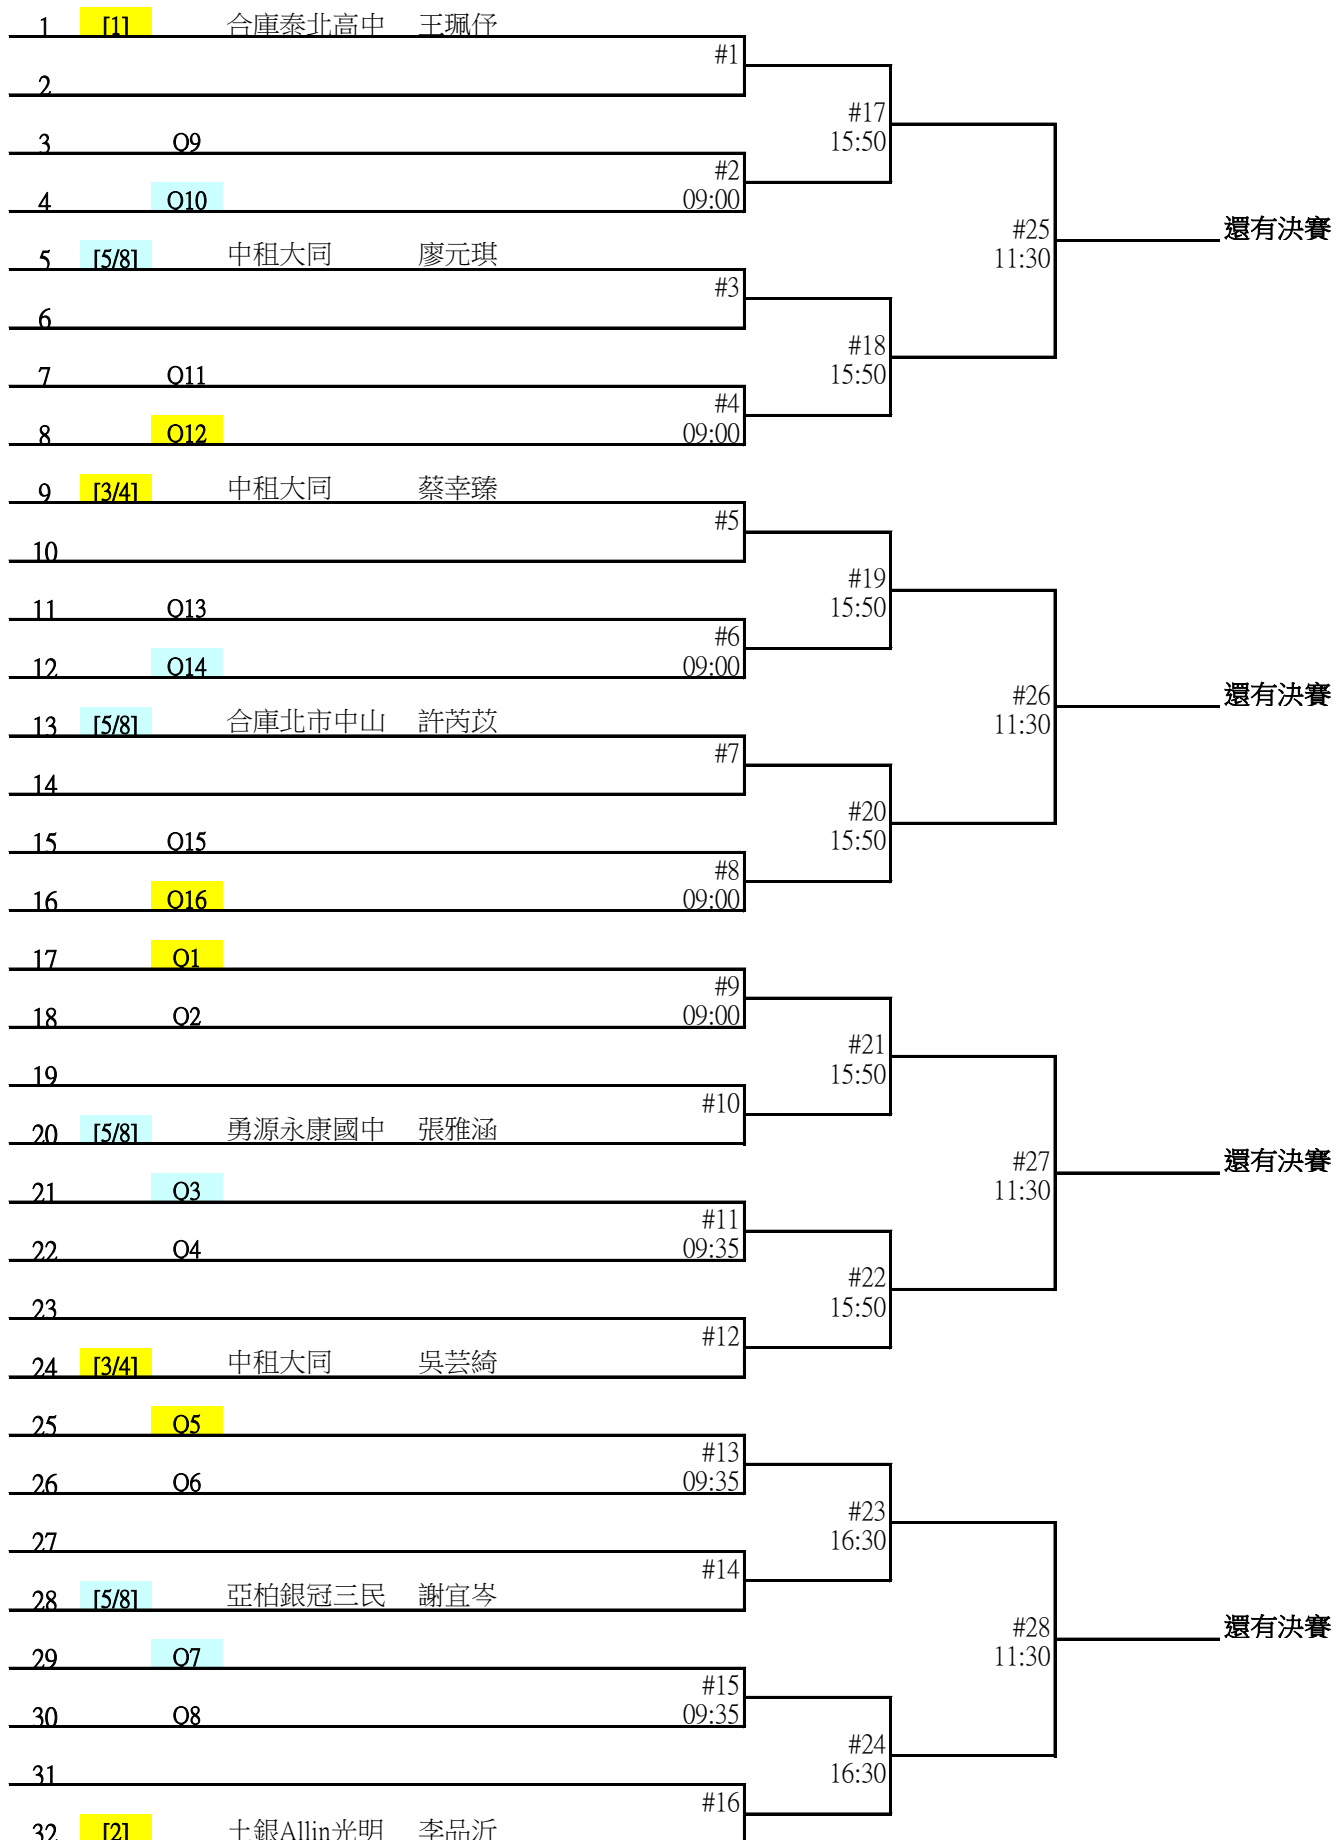 1 [1] 合庫泰北高中 王珮伃
#1
2
#17
15:50
3 Q9
#2
4 Q10 09:00
#25 還有決賽
11:30
5 [5/8] 中租大同 廖元琪
#3
6
#18
15:50
7 Q11
#4
8 Q12 09:00
9 [3/4] 中租大同 蔡幸臻
#5
10
#19
15:50
11 Q13
#6
12 Q14 09:00
#26 還有決賽
11:30
13 [5/8] 合庫北市中山 許芮苡
#7
14
#20
15:50
15 Q15
#8
16 Q16 09:00
17 Q1
#9
18 Q2 09:00
#21
15:50
19
#10
20 [5/8] 勇源永康國中 張雅涵
#27 還有決賽
11:30
21 Q3
#11
22 Q4 09:35
#22
15:50
23
#12
24 [3/4] 中租大同 吳芸綺
25 Q5
#13
26 Q6 09:35
#23
16:30
27
#14
28 [5/8] 亞柏銀冠三民 謝宜岑
#28 還有決賽
11:30
29 Q7
#15
30 Q8 09:35
#24
16:30
31
#16
32 [2] 土銀Allin光明 李品沂